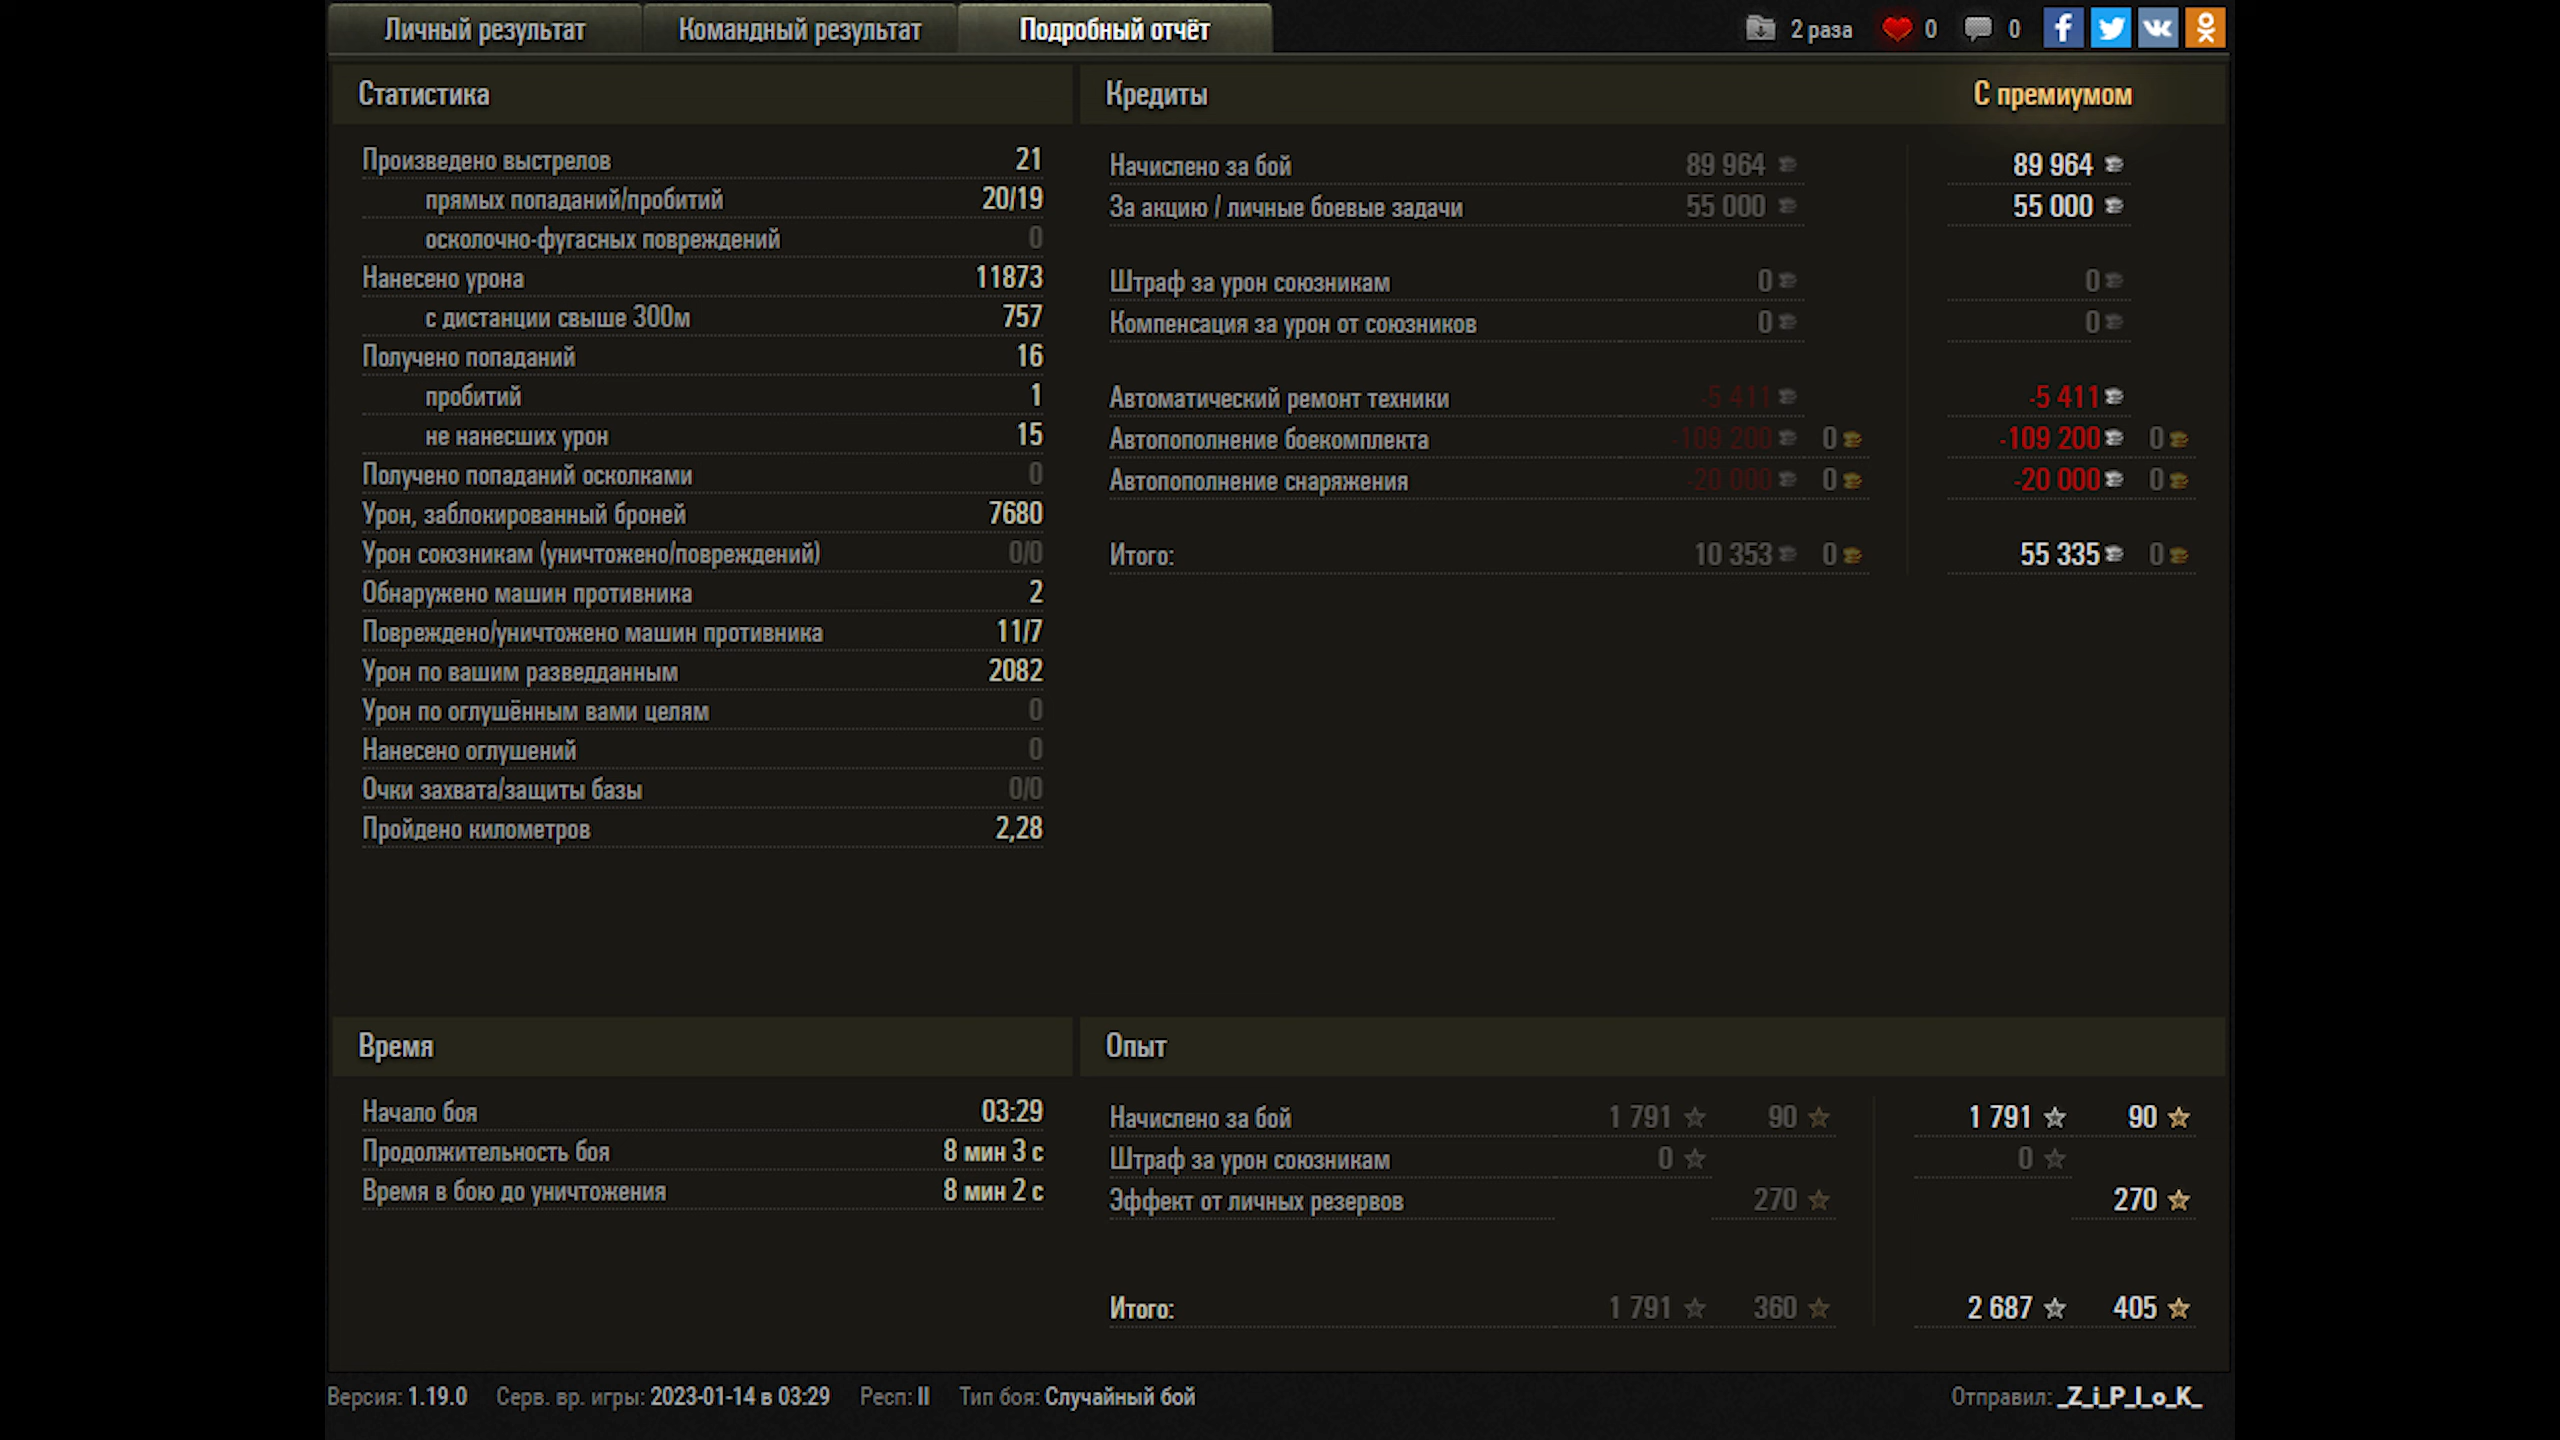 Личный результат Командный результат Подробный отчёт 2 раза 0 0
Статистика
Произведено выстрелов 21
прямых попаданий/пробитий 20/19
осколочно-фугасных повреждений 0
Нанесено урона 11873
с дистанции свыше 300м 757
Получено попаданий 16
пробитий 1
не нанесших урон 15
Получено попаданий осколками 0
Урон, заблокированный броней 7680
Урон союзникам (уничтожено/повреждений) 0/0
Обнаружено машин противника 2
Повреждено/уничтожено машин противника 11/7
Урон по вашим разведданным 2082
Урон по оглушённым вами целям 0
Нанесено оглушений 0
Очки захвата/защиты базы 0/0
Пройдено километров 2,28
Кредиты С премиумом
Начислено за бой 89 964 89 964
За акцию / личные боевые задачи 55 000 55 000
Штраф за урон союзникам 0 0
Компенсация за урон от союзников 0 0
Автоматический ремонт техники -5 411 -5 411
Автопополнение боекомплекта -109 200 0 -109 200 0
Автопополнение снаряжения -20 000 0 -20 000 0
Итого: 10 353 0 55 335 0
Время
Начало боя 03:29
Продолжительность боя 8 мин 3 с
Время в бою до уничтожения 8 мин 2 с
Опыт
Начислено за бой 1 791 90 1 791 90
Штраф за урон союзникам 0 0
Эффект от личных резервов 270 270
Итого: 1 791 360 2 687 405
Версия: 1.19.0 Серв. вр. игры: 2023-01-14 в 03:29 Респ: II Тип боя: Случайный бой Отправил: _Z_i_P_l_o_K_